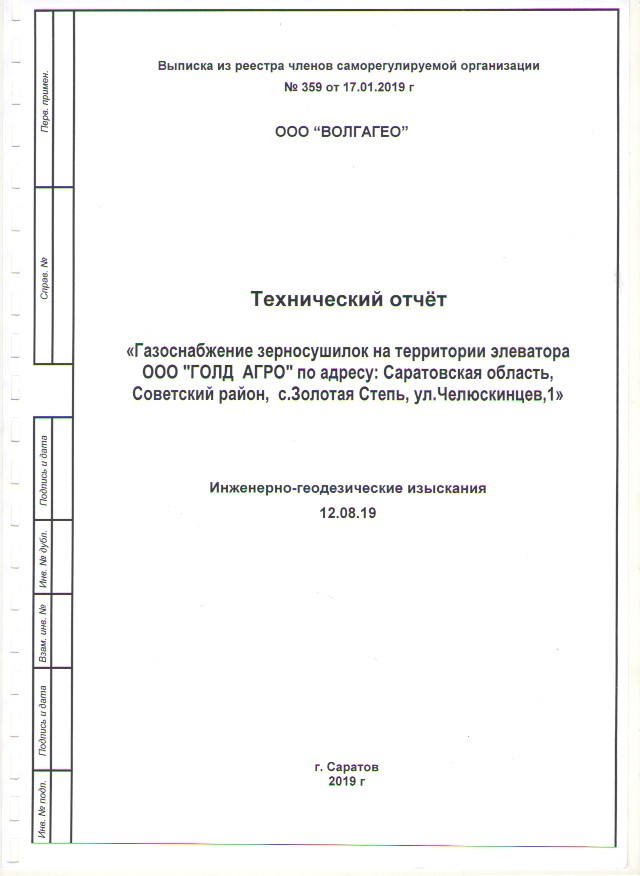 Выписка из реестра членов саморегулируемой организации
№ 359 от 17.01.2019 г
ООО “ВОЛГАГЕО”
Технический отчёт
«Газоснабжение зерносушилок на территории элеватора
ООО "ГОЛД АГРО" по адресу: Саратовская область,
Советский район, с.Золотая Степь, ул.Челюскинцев,1»
Инженерно-геодезические изыскания
12.08.19
г. Саратов
2019 г
Перв. примен.
Справ. №
Подпись и дата
Инв. № дубл.
Взам. инв. №
Подпись и дата
Инв. № подл.